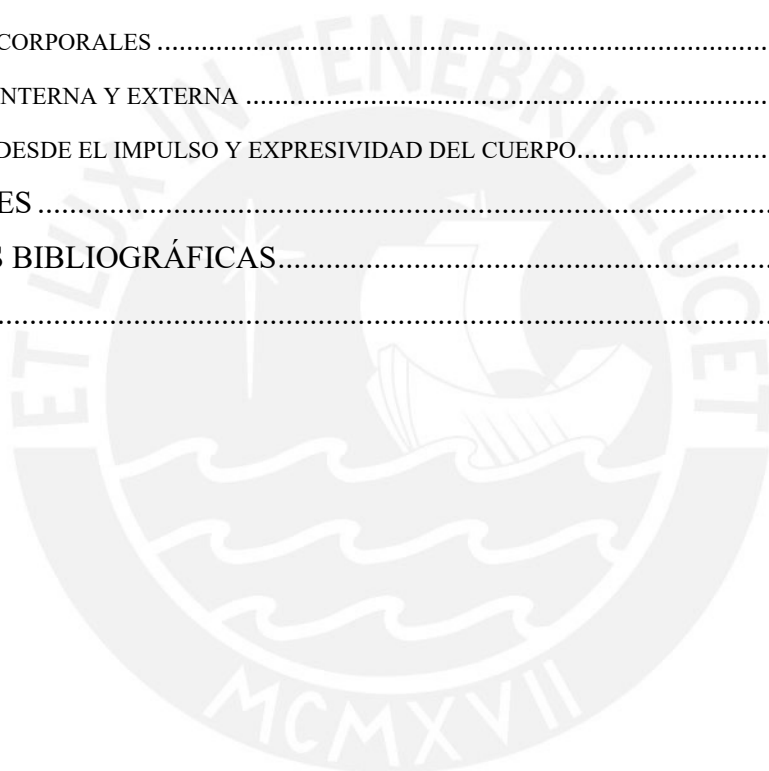 CORPORALES ..........................................................................................
NTERNA Y EXTERNA ..........................................................................
DESDE EL IMPULSO Y EXPRESIVIDAD DEL CUERPO...........................
ES ..........................................................................................................
S BIBLIOGRÁFICAS.............................................................................
..............................................................................................................
ET LUX IN TENEBRIS LUCET
MCMXVII